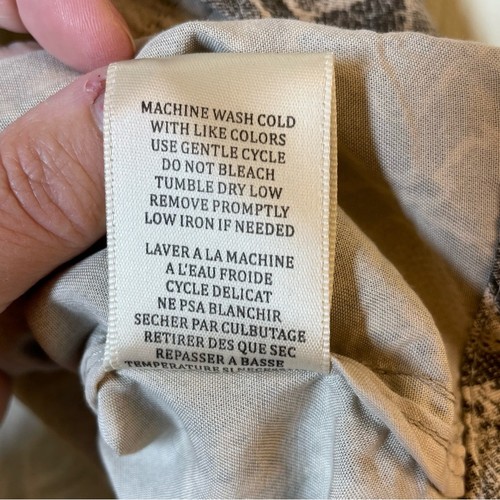 MACHINE WASH COLD
WITH LIKE COLORS
USE GENTLE CYCLE
DO NOT BLEACH
TUMBLE DRY LOW
REMOVE PROMPTLY
LOW IRON IF NEEDED
LAVER A LA MACHINE
A L'EAU FROIDE
CYCLE DELICAT
NE PSA BLANCHIR
SECHER PAR CULBUTAGE
RETIRER DES QUE SEC
REPASSER A BASSE
TEMPERATURE SI